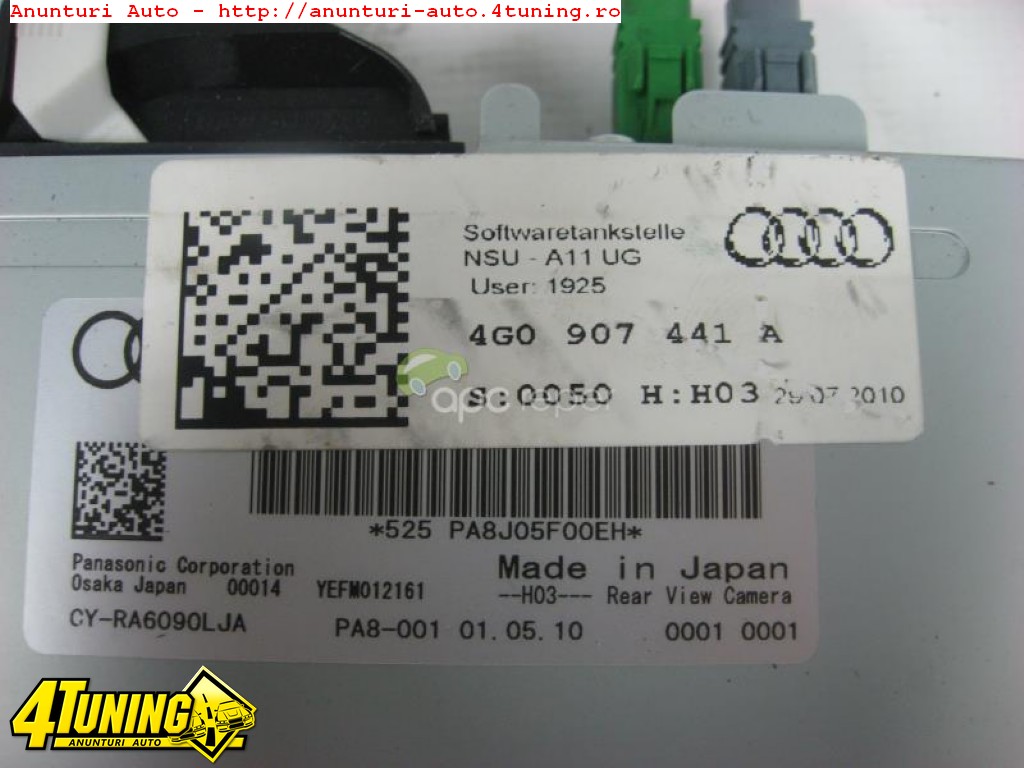 Anunturi Auto - http://anunturi-auto.4tuning.ro
Softwaretankstelle
NSU - A11 UG
User: 1925
4G0 907 441 A
S:0050 H:H03 29.07.2010
apc reper
*525 PA8J05F00EH*
Panasonic Corporation
Osaka Japan 00014 YEFM012161
Made in Japan
--H03--- Rear View Camera
CY-RA6090LJA PA8-001 01.05.10 0001 0001
4TUNING
ANUNTURI AUTO